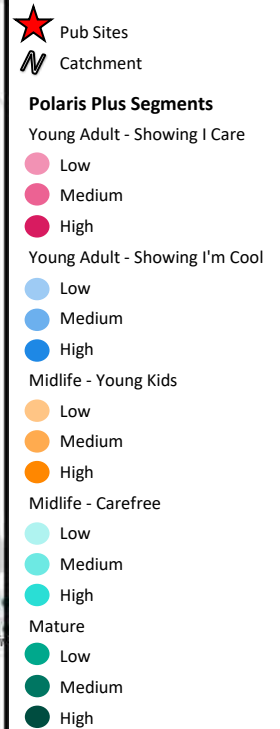 Pub Sites
Catchment
Polaris Plus Segments
Young Adult - Showing I Care
Low
Medium
High
Young Adult - Showing I'm Cool
Low
Medium
High
Midlife - Young Kids
Low
Medium
High
Midlife - Carefree
Low
Medium
High
Mature
Low
Medium
High